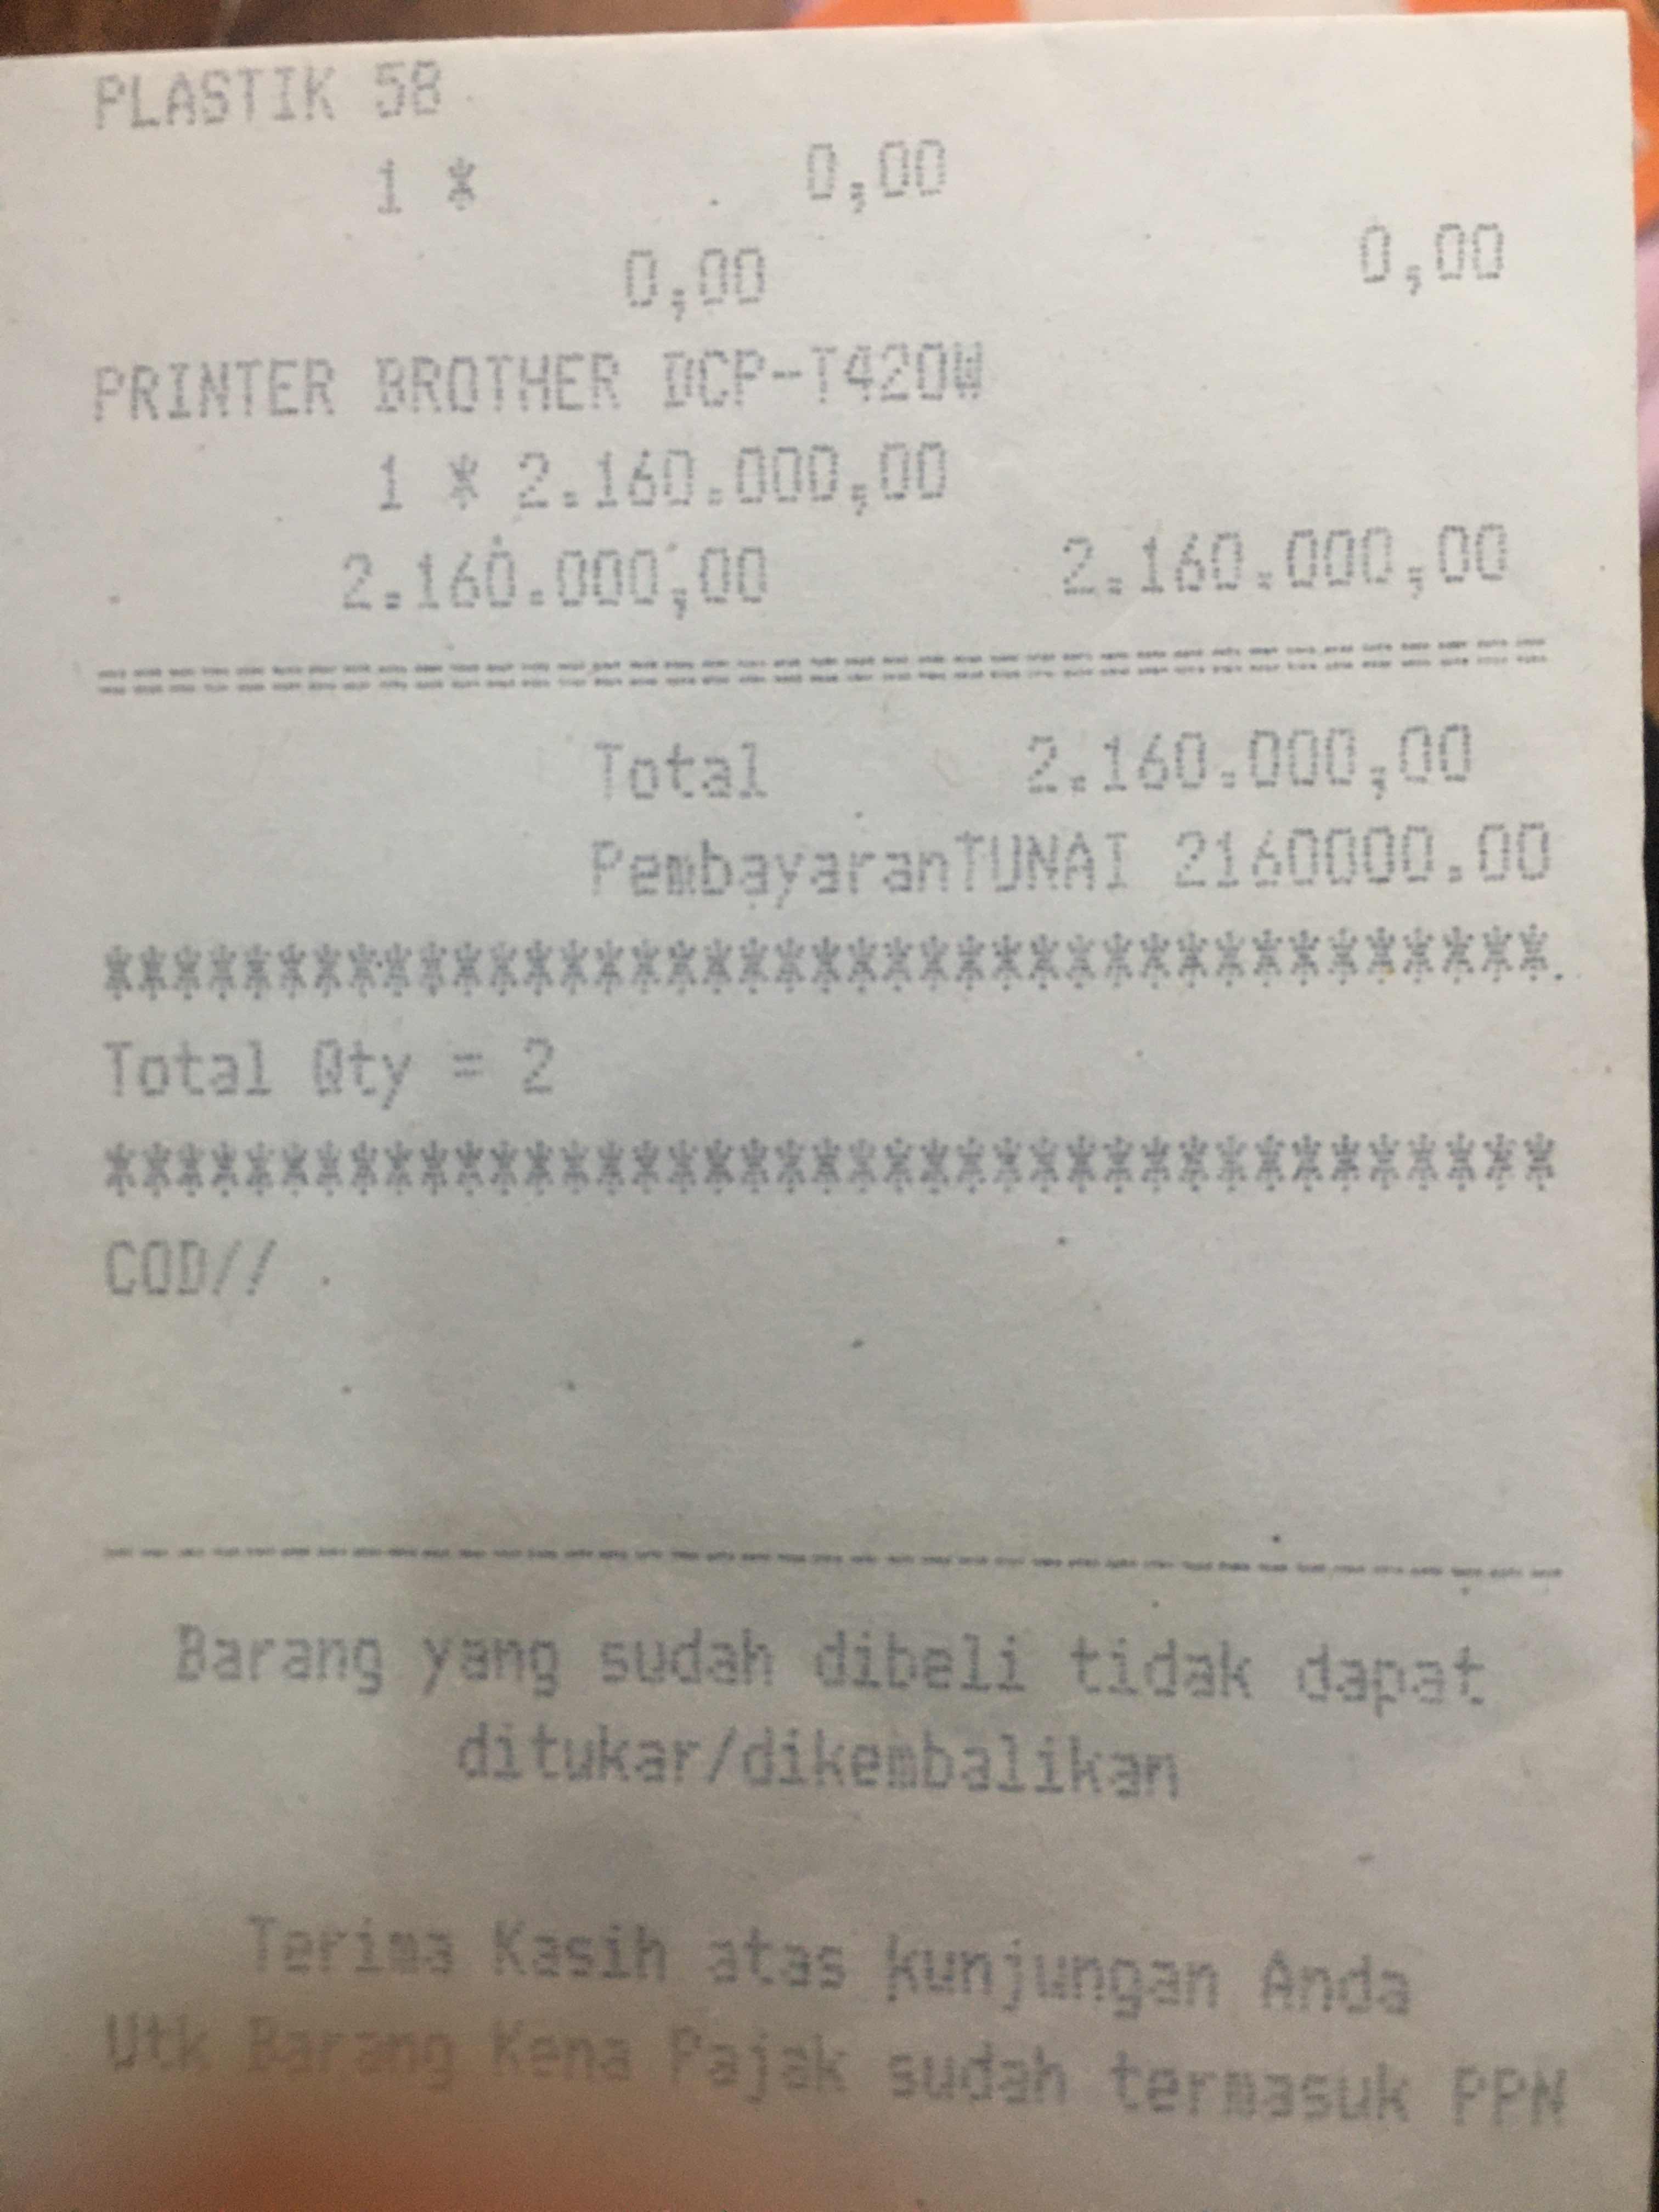 PLASTIK 58
1 * 0,00
0,00 0,00
PRINTER BROTHER DCP-T420W
1 * 2.160.000,00
2.160.000,00 2.160.000,00
=========================================
Total 2.160.000,00
PembayaranTUNAI 2160000.00
*****************************************
Total Qty = 2
*****************************************
COD//
-----------------------------------------
Barang yang sudah dibeli tidak dapat
ditukar/dikembalikan
Terima Kasih atas kunjungan Anda
Utk Barang Kena Pajak sudah termasuk PPN